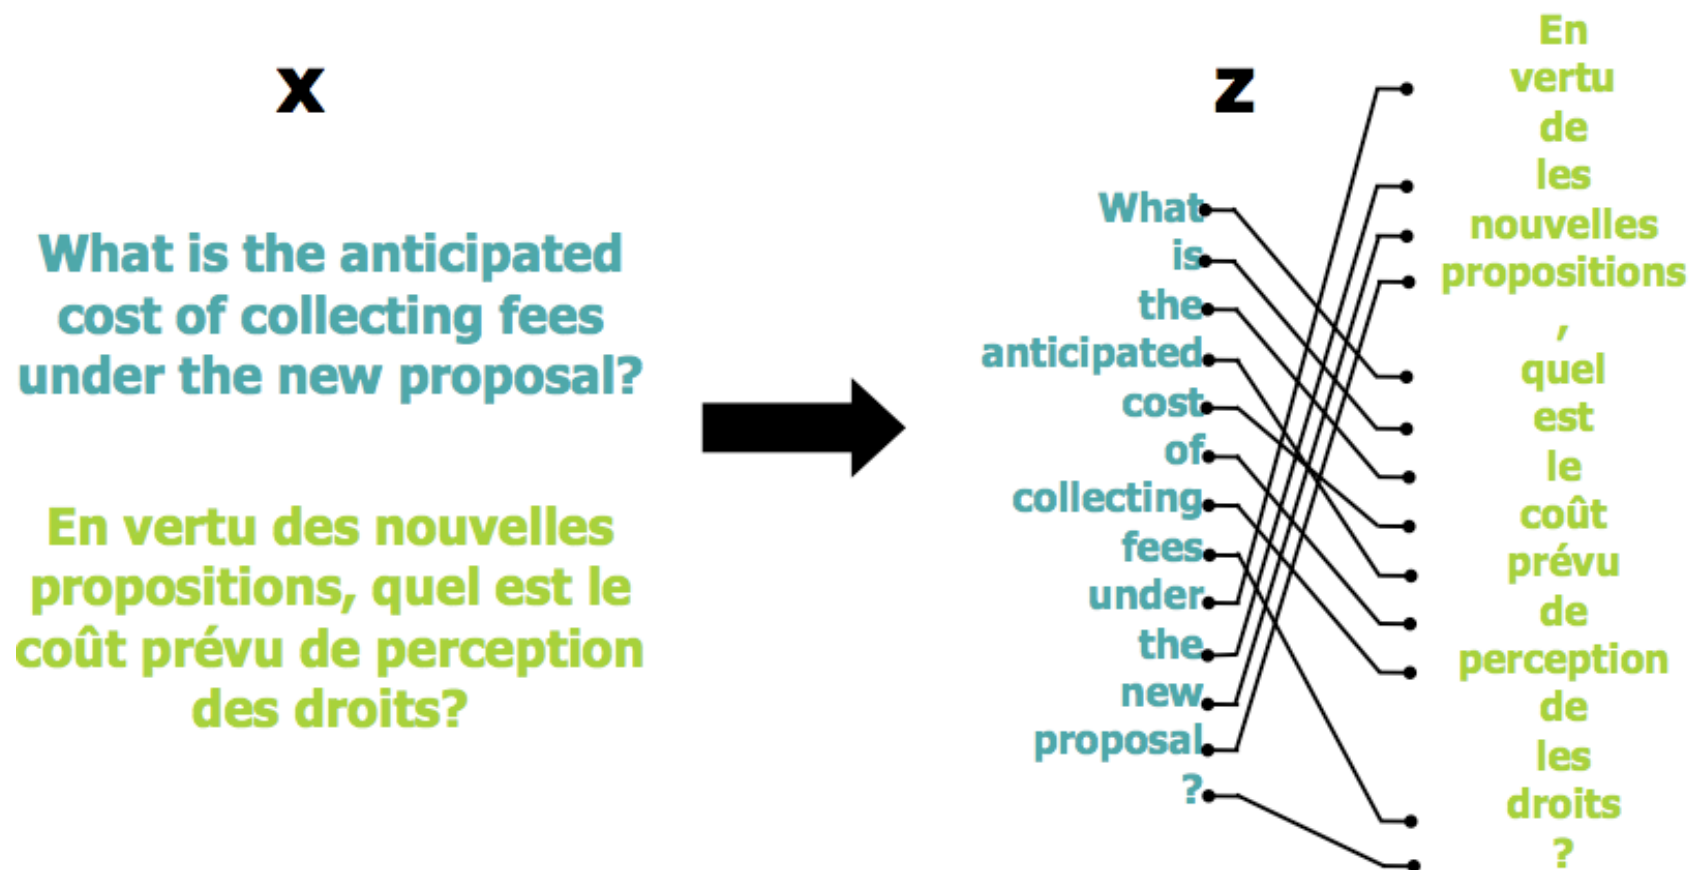 x
What is the anticipated
cost of collecting fees
under the new proposal?
En vertu des nouvelles
propositions, quel est le
coût prévu de perception
des droits?
z
What
is
the
anticipated
cost
of
collecting
fees
under
the
new
proposal
?
En
vertu
de
les
nouvelles
propositions
,
quel
est
le
coût
prévu
de
perception
de
les
droits
?